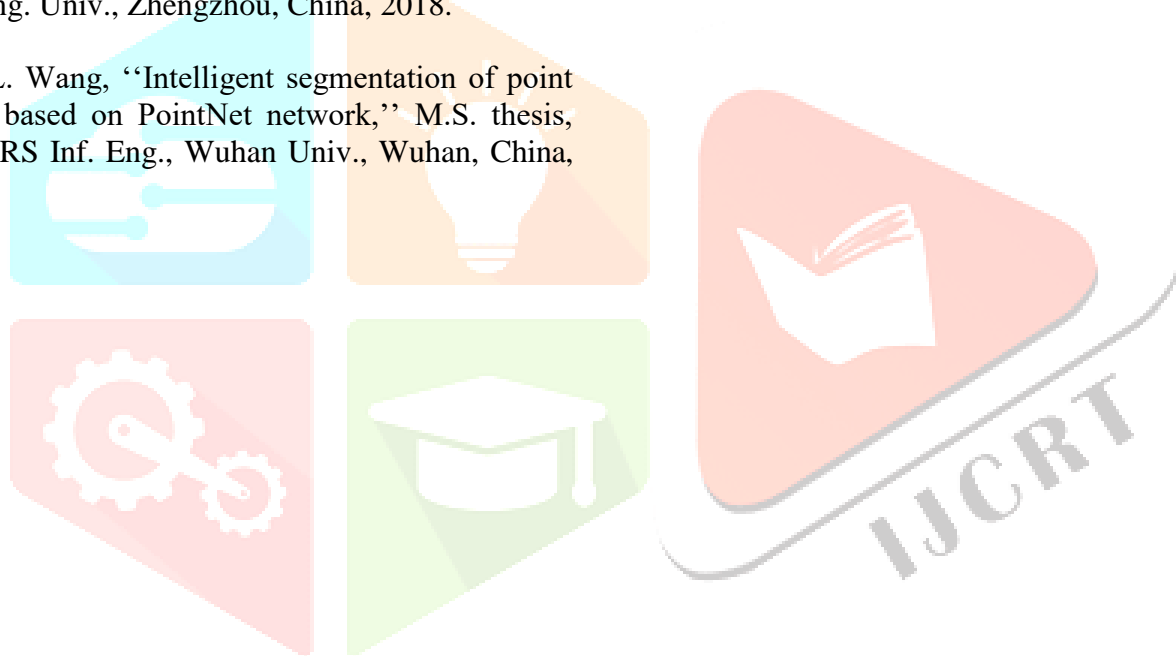 ng. Univ., Zhengzhou, China, 2018.
L. Wang, ‘‘Intelligent segmentation of point
based on PointNet network,’’ M.S. thesis,
RS Inf. Eng., Wuhan Univ., Wuhan, China,
IJCRT